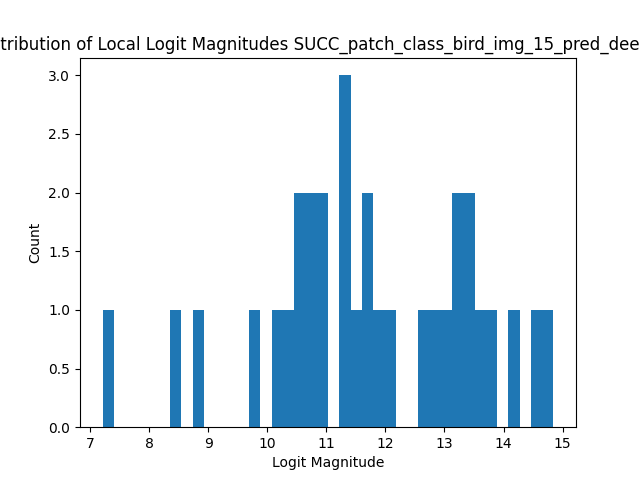 tribution of Local Logit Magnitudes SUCC_patch_class_bird_img_15_pred_dee
3.0
2.5
2.0
1.5
1.0
0.5
0.0
Count
7 8 9 10 11 12 13 14 15
Logit Magnitude